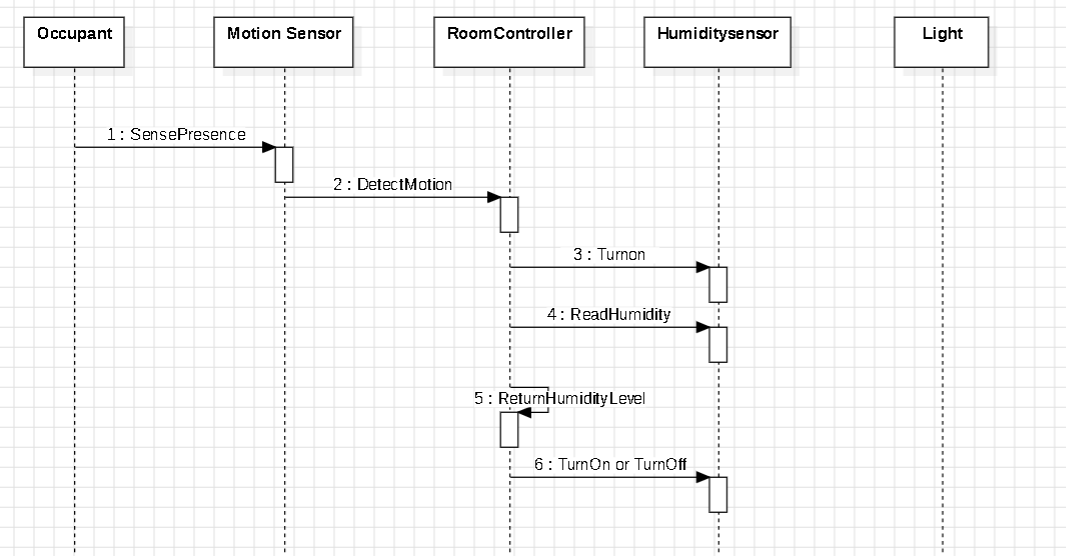 Occupant
Motion Sensor
RoomController
Humiditysensor
Light
1 : SensePresence
2 : DetectMotion
3 : Turnon
4 : ReadHumidity
5 : ReturnHumidityLevel
6 : TurnOn or TurnOff